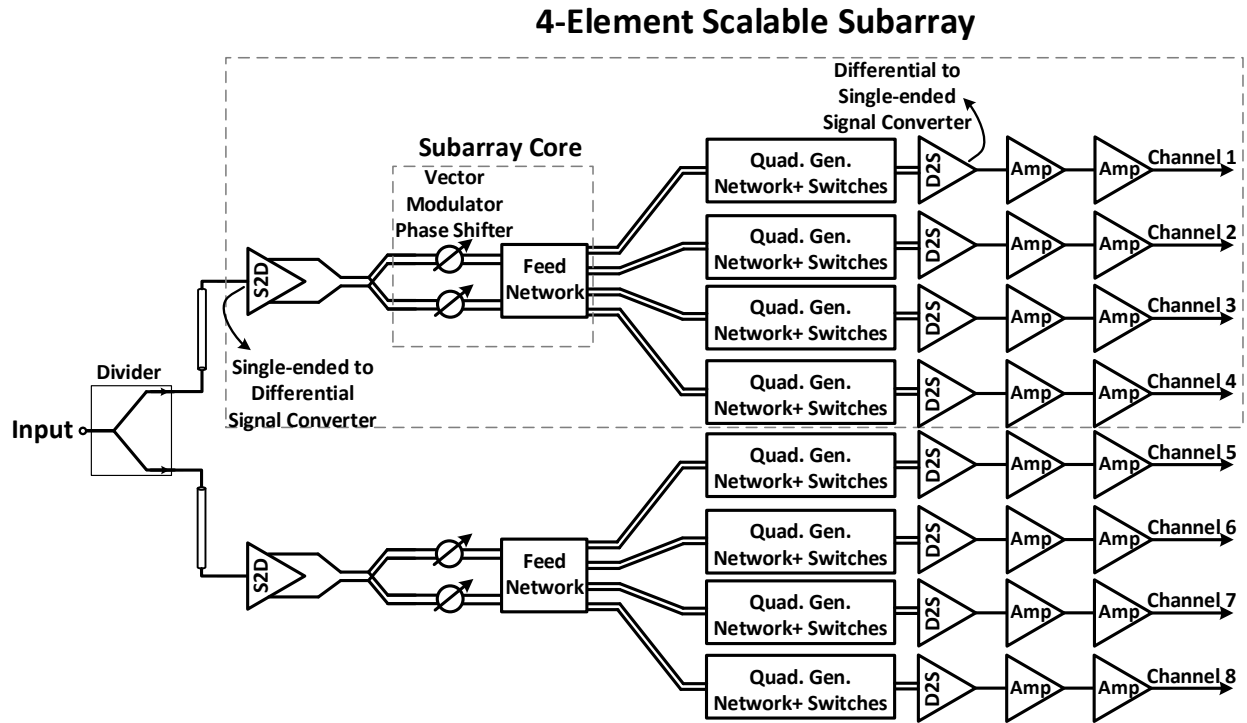 4-Element Scalable Subarray
Differential to
Single-ended
Signal Converter
Subarray Core
Vector
Modulator
Phase Shifter
Quad. Gen.
Network+ Switches
D2S
Amp
Amp
Channel 1
Quad. Gen.
Network+ Switches
D2S
Amp
Amp
Channel 2
S2D
Feed
Network
Quad. Gen.
Network+ Switches
D2S
Amp
Amp
Channel 3
Single-ended to
Differential
Signal Converter
Quad. Gen.
Network+ Switches
D2S
Amp
Amp
Channel 4
Divider
Input
Quad. Gen.
Network+ Switches
D2S
Amp
Amp
Channel 5
Quad. Gen.
Network+ Switches
D2S
Amp
Amp
Channel 6
S2D
Feed
Network
Quad. Gen.
Network+ Switches
D2S
Amp
Amp
Channel 7
Quad. Gen.
Network+ Switches
D2S
Amp
Amp
Channel 8